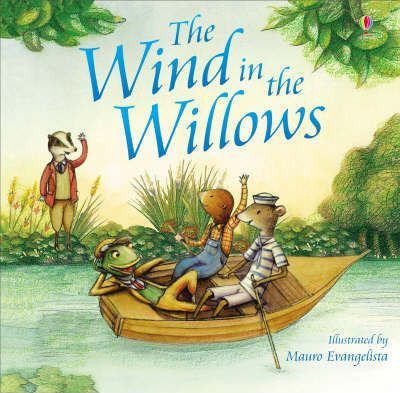 The
Wind in the
Willows
Illustrated by
Mauro Evangelista